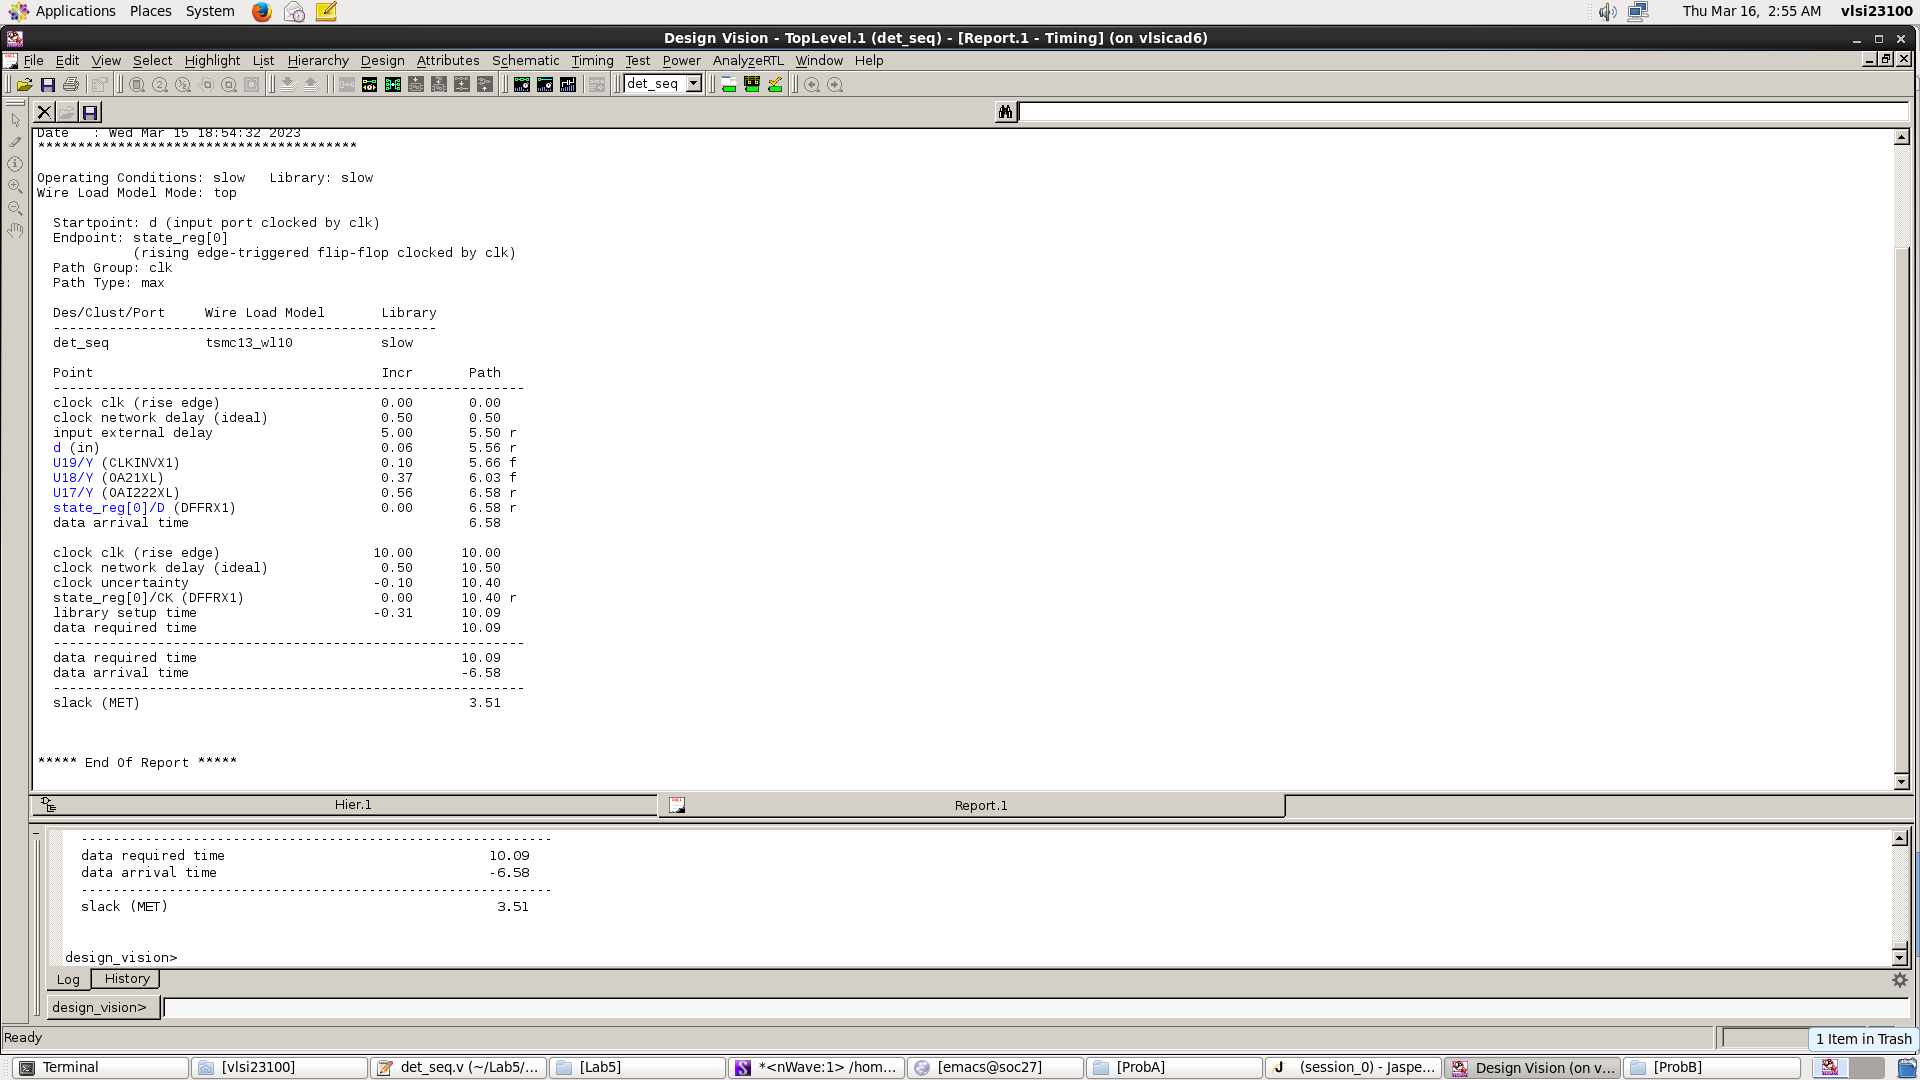 Applications Places System Thu Mar 16, 2:55 AM vlsi23100
Design Vision - TopLevel.1 (det_seq) - [Report.1 - Timing] (on vlsicad6)
File Edit View Select Highlight List Hierarchy Design Attributes Schematic Timing Test Power AnalyzeRTL Window Help
det_seq
Date : Wed Mar 15 18:54:32 2023
****************************************
Operating Conditions: slow Library: slow
Wire Load Model Mode: top
Startpoint: d (input port clocked by clk)
Endpoint: state_reg[0]
(rising edge-triggered flip-flop clocked by clk)
Path Group: clk
Path Type: max
Des/Clust/Port Wire Load Model Library
------------------------------------------------
det_seq tsmc13_wl10 slow
Point Incr Path
-----------------------------------------------------------
clock clk (rise edge) 0.00 0.00
clock network delay (ideal) 0.50 0.50
input external delay 5.00 5.50 r
d (in) 0.06 5.56 r
U19/Y (CLKINVX1) 0.10 5.66 f
U18/Y (OA21XL) 0.37 6.03 f
U17/Y (OAI222XL) 0.56 6.58 r
state_reg[0]/D (DFFRX1) 0.00 6.58 r
data arrival time 6.58
clock clk (rise edge) 10.00 10.00
clock network delay (ideal) 0.50 10.50
clock uncertainty -0.10 10.40
state_reg[0]/CK (DFFRX1) 0.00 10.40 r
library setup time -0.31 10.09
data required time 10.09
-----------------------------------------------------------
data required time 10.09
data arrival time -6.58
-----------------------------------------------------------
slack (MET) 3.51
***** End Of Report *****
Hier.1 Report.1
-----------------------------------------------------------
data required time 10.09
data arrival time -6.58
-----------------------------------------------------------
slack (MET) 3.51
design_vision>
Log History
design_vision>
Ready
1 Item in Trash
Terminal [vlsi23100] det_seq.v (~/Lab5/... [Lab5] *<nWave:1> /hom... [emacs@soc27] [ProbA] (session_0) - Jaspe... Design Vision (on v... [ProbB]